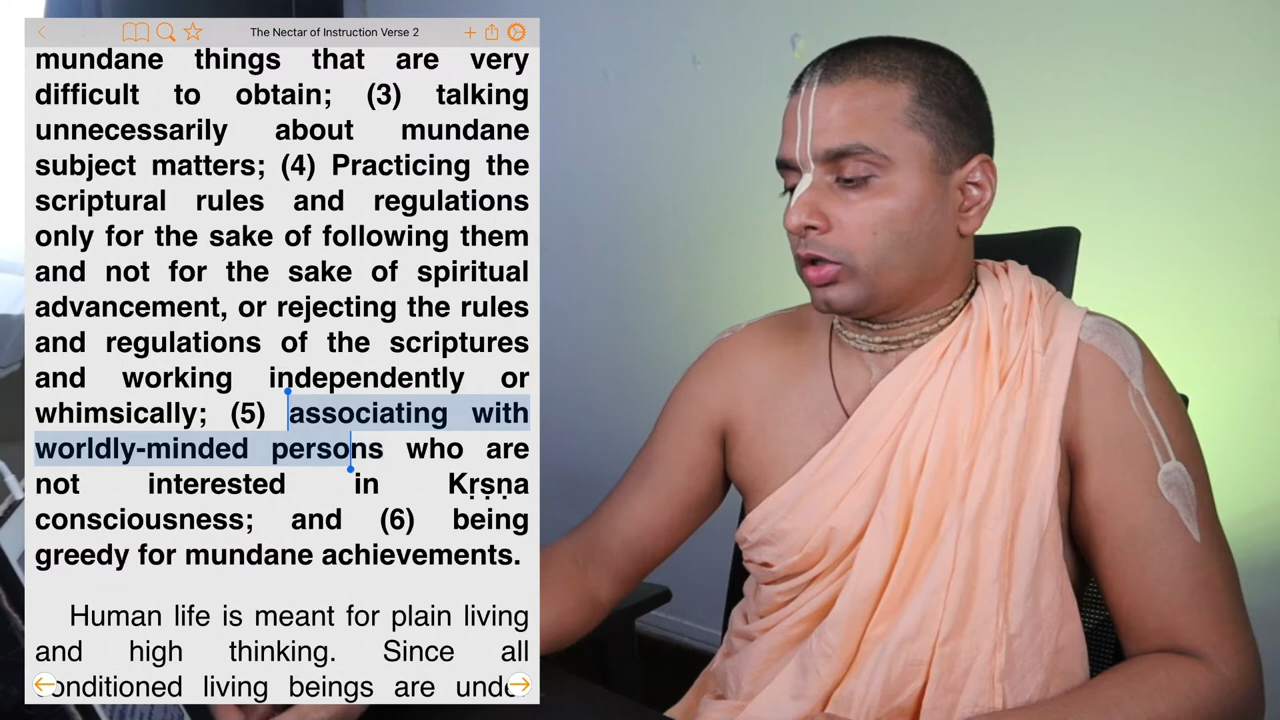 The Nectar of Instruction Verse 2
mundane things that are very
difficult to obtain; (3) talking
unnecessarily about mundane
subject matters; (4) Practicing the
scriptural rules and regulations
only for the sake of following them
and not for the sake of spiritual
advancement, or rejecting the rules
and regulations of the scriptures
and working independently or
whimsically; (5) associating with
worldly-minded persons who are
not interested in Kṛṣṇa
consciousness; and (6) being
greedy for mundane achievements.
Human life is meant for plain living
and high thinking. Since all
conditioned living beings are under